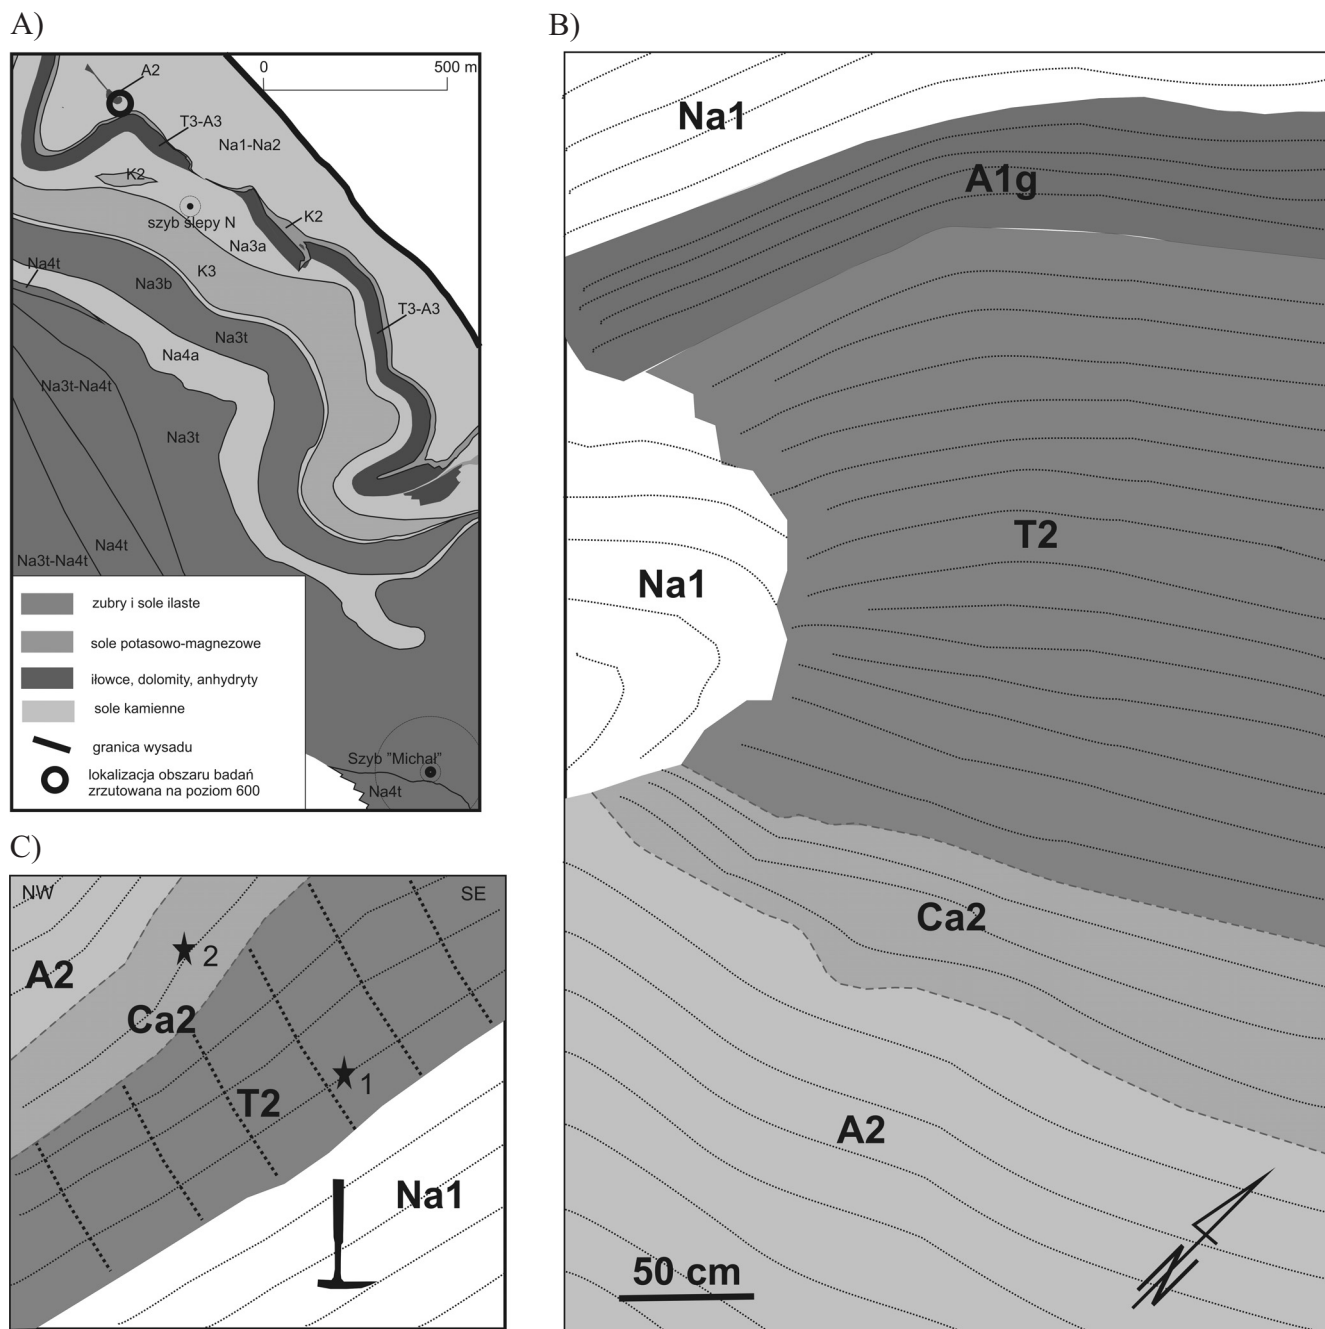 A)
A2
0 500 m
T3-A3
Na1-Na2
K2
szyb ślepy N
K2
Na3a
K3
Na4t
Na3b
T3-A3
Na3t
Na4a
Na3t-Na4t
Na3t
Na4t
Na3t-Na4t
zubry i sole ilaste
sole potasowo-magnezowe
iłowce, dolomity, anhydryty
sole kamienne
granica wysadu
lokalizacja obszaru badań
zrzutowana na poziom 600
Szyb "Michał"
Na4t
B)
Na1
A1g
T2
Na1
Ca2
A2
50 cm
N
C)
NW
SE
A2
2
Ca2
T2
1
Na1